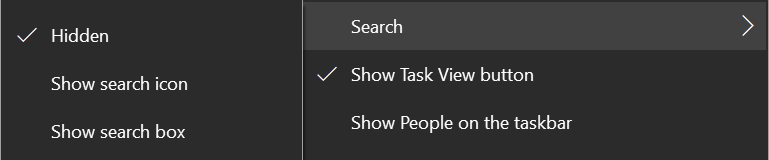 Hidden
Show search icon
Show search box
Search
Show Task View button
Show People on the taskbar